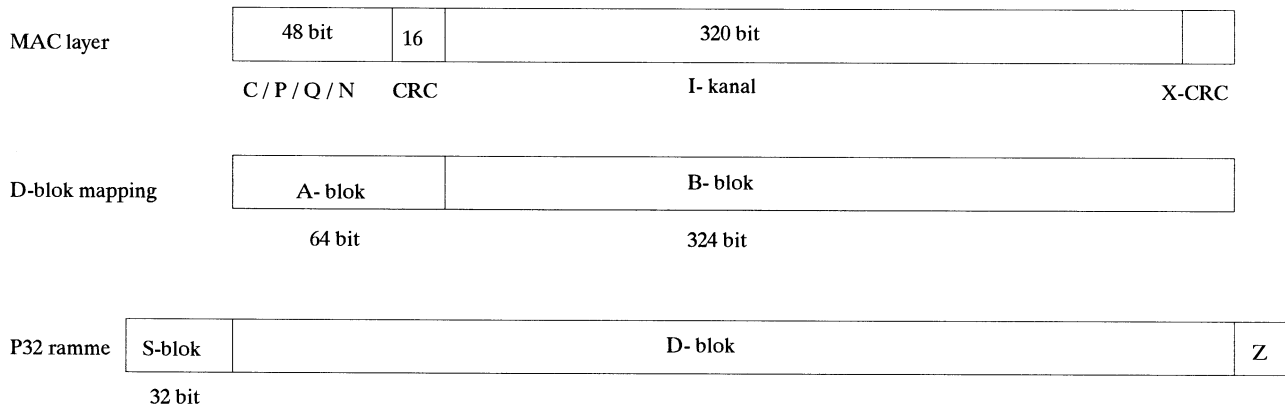 MAC layer 48 bit 16 320 bit
C / P / Q / N CRC I- kanal X-CRC
D-blok mapping A- blok B- blok
64 bit 324 bit
P32 ramme S-blok D- blok Z
32 bit